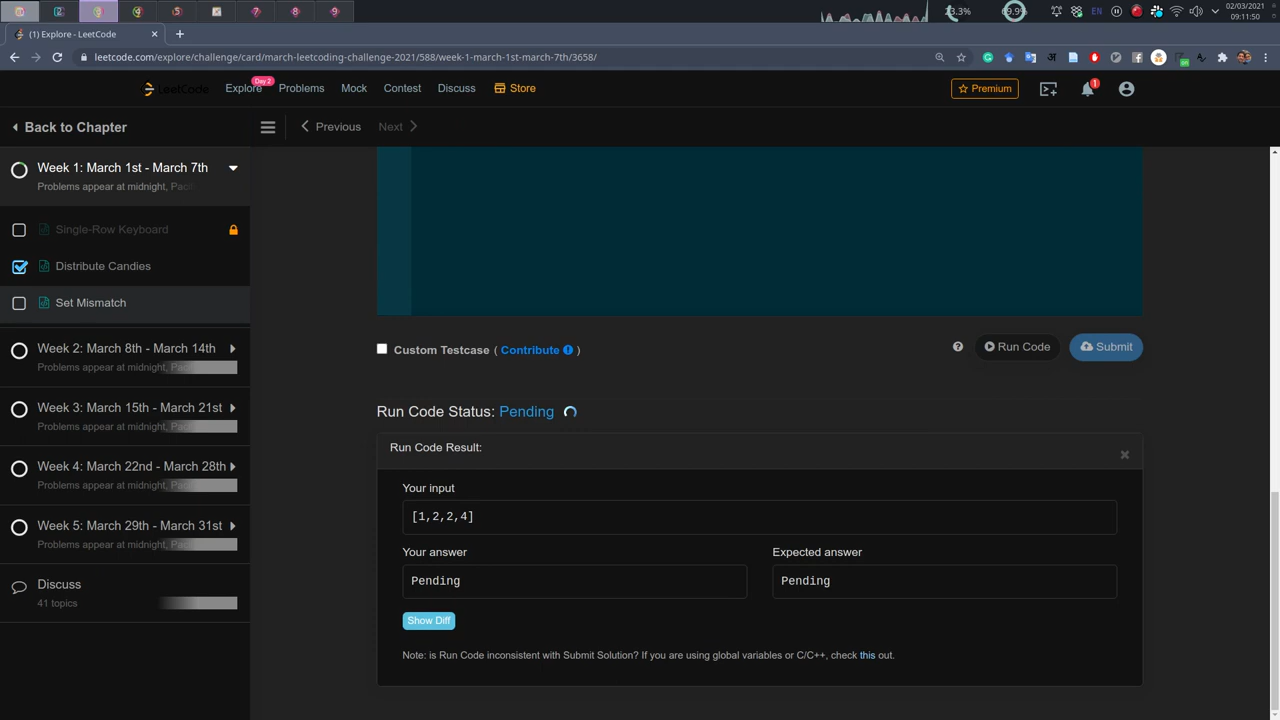 23.3%
69.9%
EN
02/03/2021
09:11:50
(1) Explore - LeetCode
leetcode.com/explore/challenge/card/march-leetcoding-challenge-2021/588/week-1-march-1st-march-7th/3658/
LeetCode
Explore
Day 2
Problems
Mock
Contest
Discuss
Store
Premium
1
Back to Chapter
Previous
Next
Week 1: March 1st - March 7th
Problems appear at midnight,
Single-Row Keyboard
Distribute Candies
Set Mismatch
Week 2: March 8th - March 14th
Problems appear at midnight,
Week 3: March 15th - March 21st
Problems appear at midnight,
Week 4: March 22nd - March 28th
Problems appear at midnight,
Week 5: March 29th - March 31st
Problems appear at midnight,
Discuss
41 topics
Custom Testcase ( Contribute )
Run Code
Submit
Run Code Status: Pending
Run Code Result:
×
Your input
[1,2,2,4]
Your answer
Expected answer
Pending
Pending
Show Diff
Note: is Run Code inconsistent with Submit Solution? If you are using global variables or C/C++, check this out.